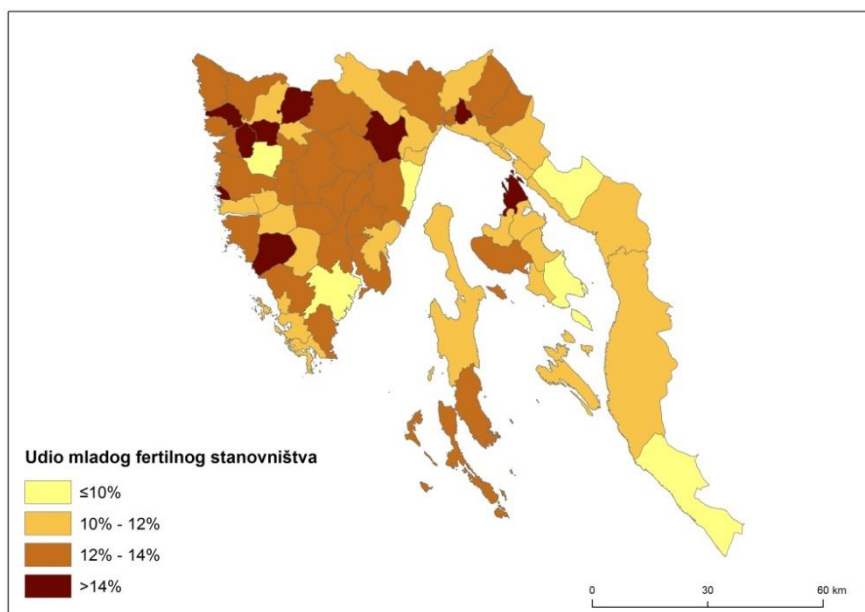 Udio mladog fertilnog stanovništva
≤10%
10% - 12%
12% - 14%
>14%
0 30 60 km